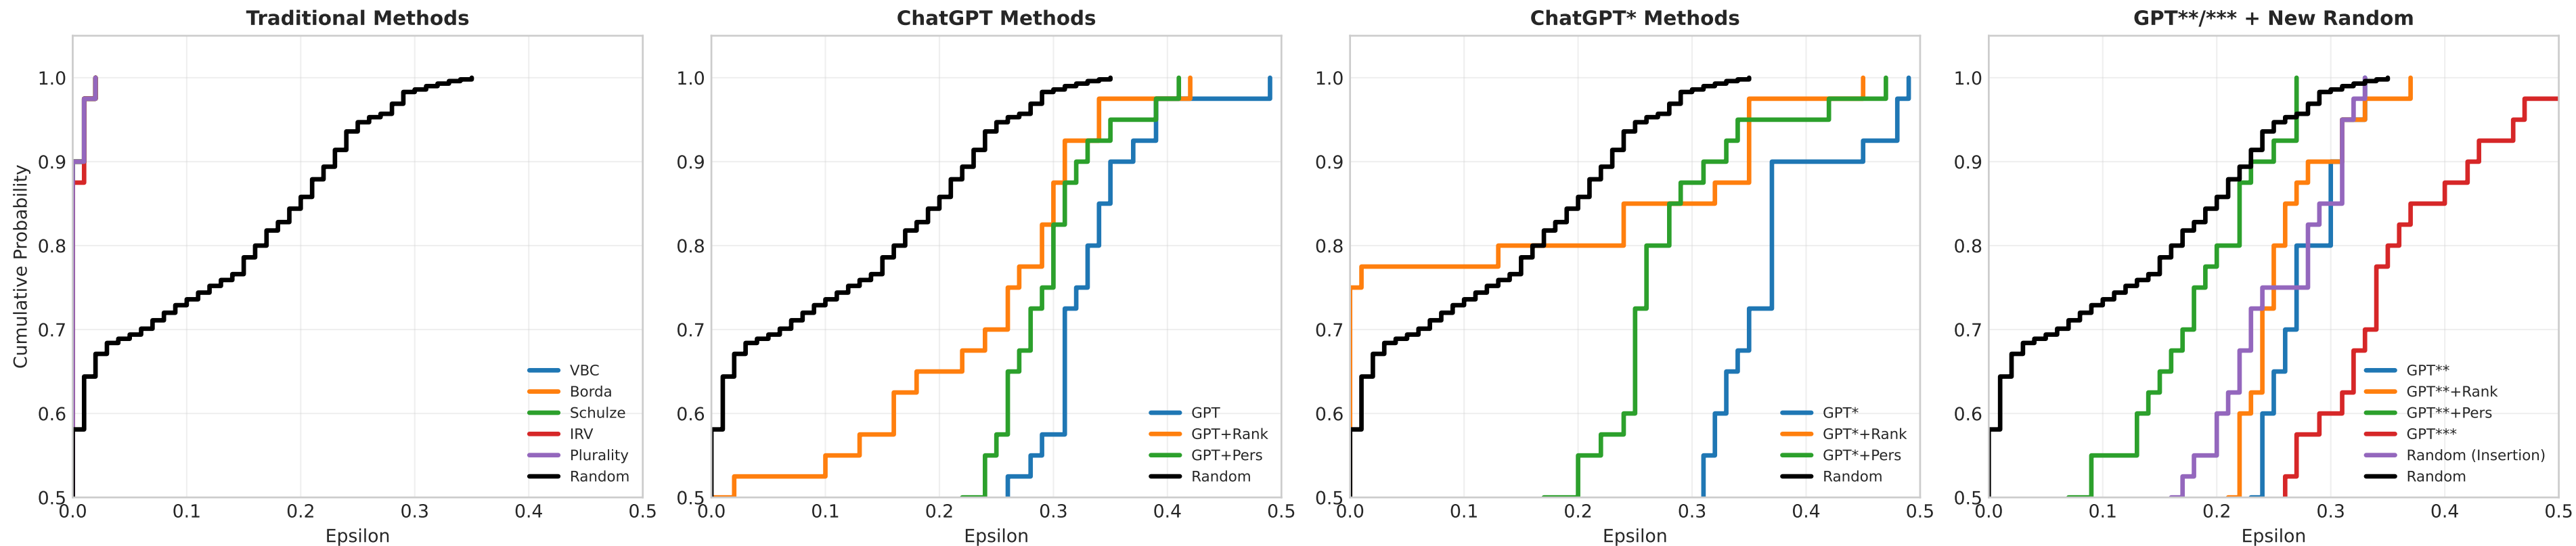 Traditional Methods
Cumulative Probability
1.0
0.9
0.8
0.7
0.6
0.5
VBC
Borda
Schulze
IRV
Plurality
Random
0.0 0.1 0.2 0.3 0.4 0.5
Epsilon
ChatGPT Methods
1.0
0.9
0.8
0.7
0.6
0.5
GPT
GPT+Rank
GPT+Pers
Random
0.0 0.1 0.2 0.3 0.4 0.5
Epsilon
ChatGPT* Methods
1.0
0.9
0.8
0.7
0.6
0.5
GPT*
GPT*+Rank
GPT*+Pers
Random
0.0 0.1 0.2 0.3 0.4 0.5
Epsilon
GPT**/*** + New Random
1.0
0.9
0.8
0.7
0.6
0.5
GPT**
GPT**+Rank
GPT**+Pers
GPT***
Random (Insertion)
Random
0.0 0.1 0.2 0.3 0.4 0.5
Epsilon